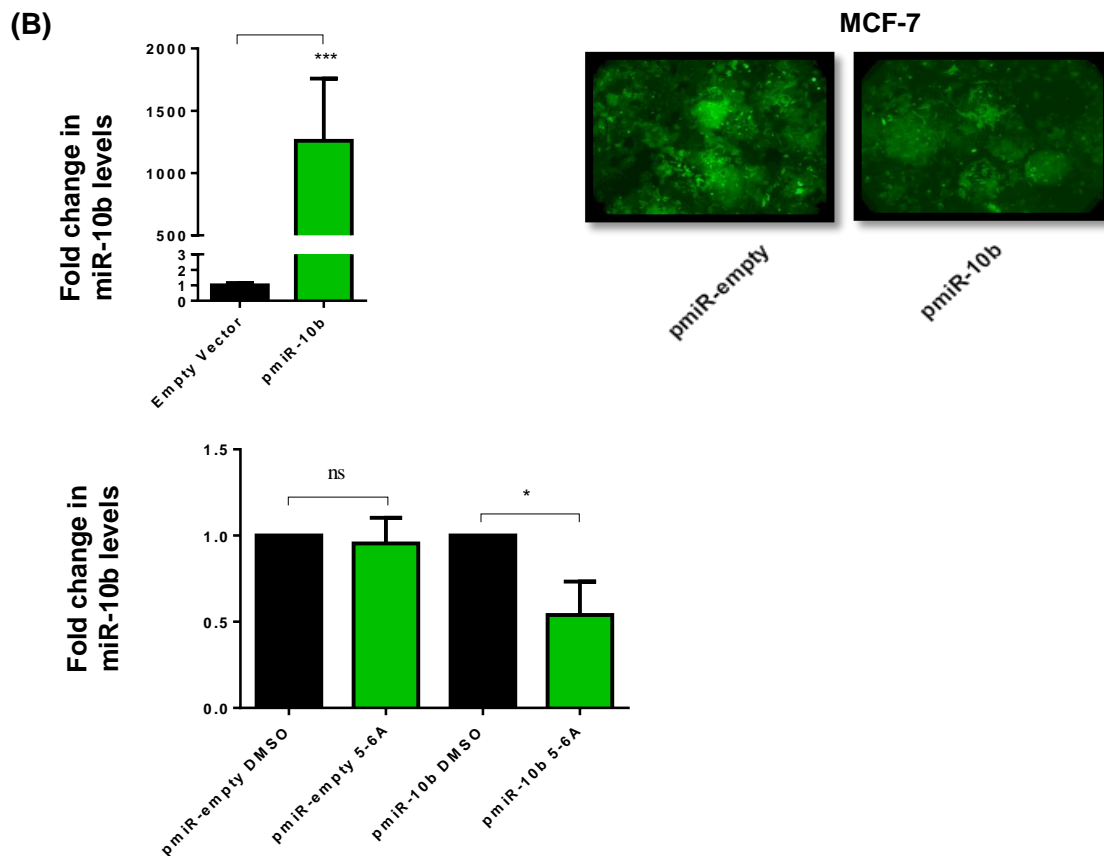 (B)
Fold change in
miR-10b levels
2000
1500
1000
500
3
2
1
0
***
Empty Vector
pmiR-10b
MCF-7
pmiR-empty
pmiR-10b
Fold change in
miR-10b levels
1.5
1.0
0.5
0.0
ns
*
pmiR-empty DMSO
pmiR-empty 5-6A
pmiR-10b DMSO
pmiR-10b 5-6A